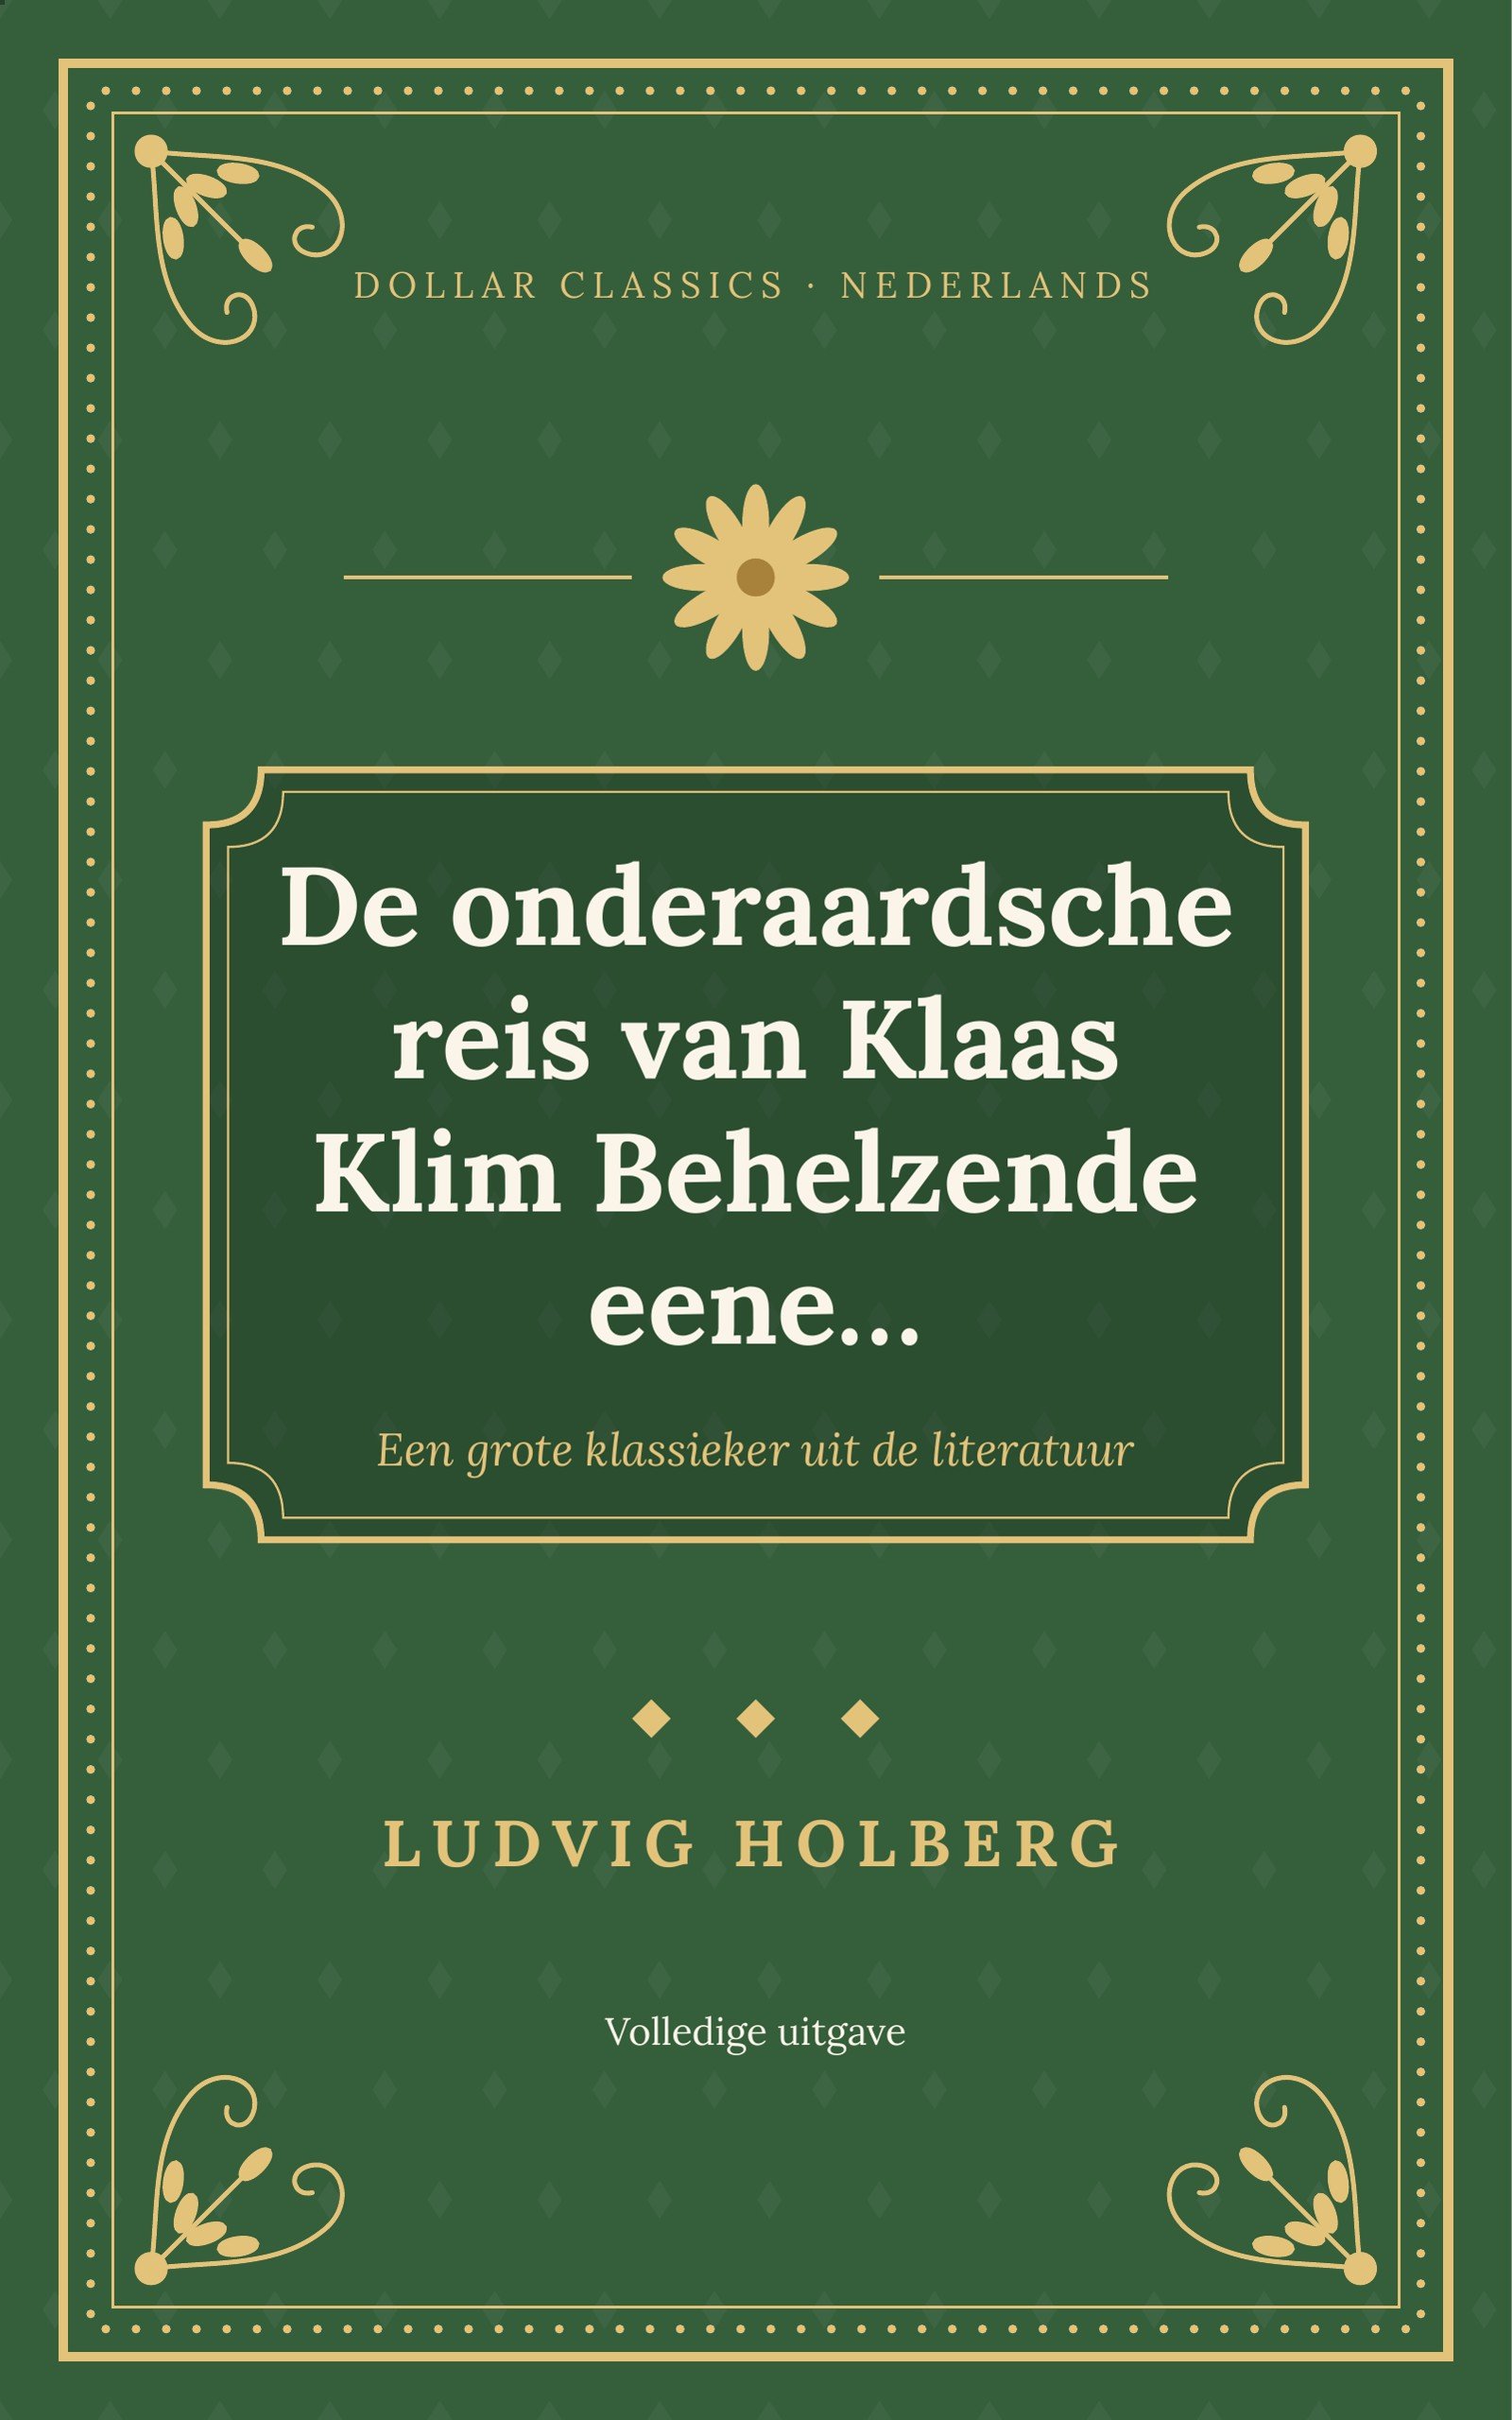 DOLLAR CLASSICS · NEDERLANDS
De onderaardsche
reis van Klaas
Klim Behelzende
eene...
Een grote klassieker uit de literatuur
LUDVIG HOLBERG
Volledige uitgave